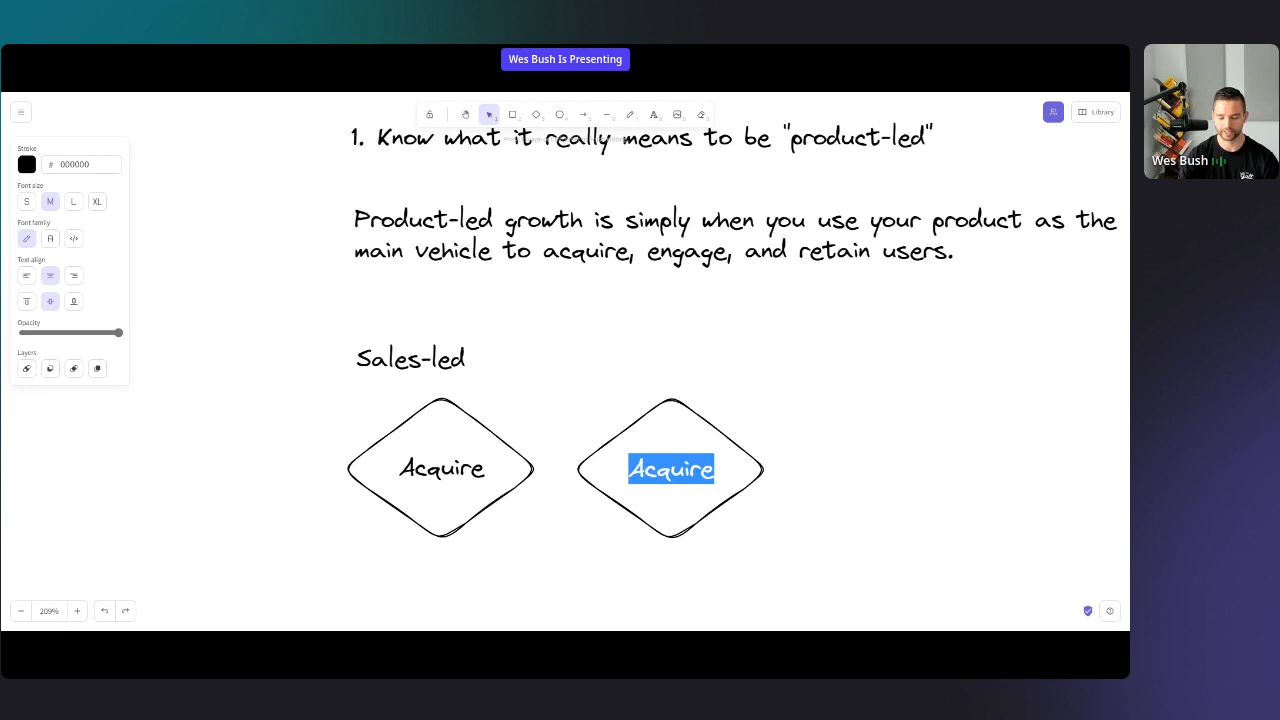 Wes Bush Is Presenting
1. Know what it really means to be "product-led"
Library
Wes Bush
Stroke
# 000000
Font size
S M L XL
Font family
Text align
Opacity
Layers
Product-led growth is simply when you use your product as the
main vehicle to acquire, engage, and retain users.
Sales-led
Acquire
Acquire
209%